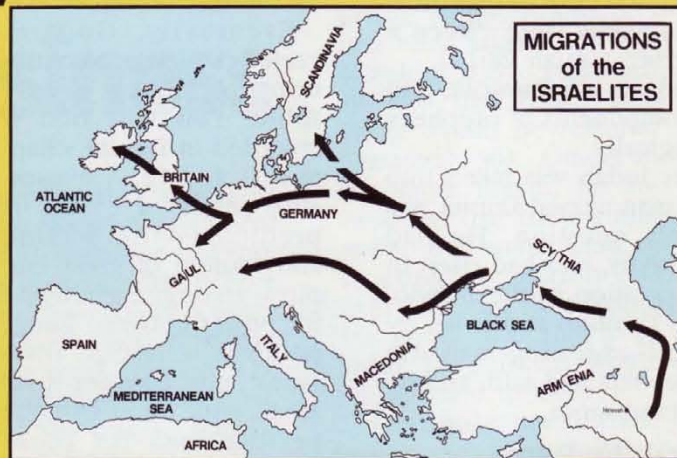 MIGRATIONS
of the
ISRAELITES
SCANDINAVIA
BRITAIN
ATLANTIC
OCEAN
GERMANY
SCYTHIA
GAUL
BLACK SEA
SPAIN
ITALY
MACEDONIA
ARMENIA
MEDITERRANEAN
SEA
Nineveh
AFRICA